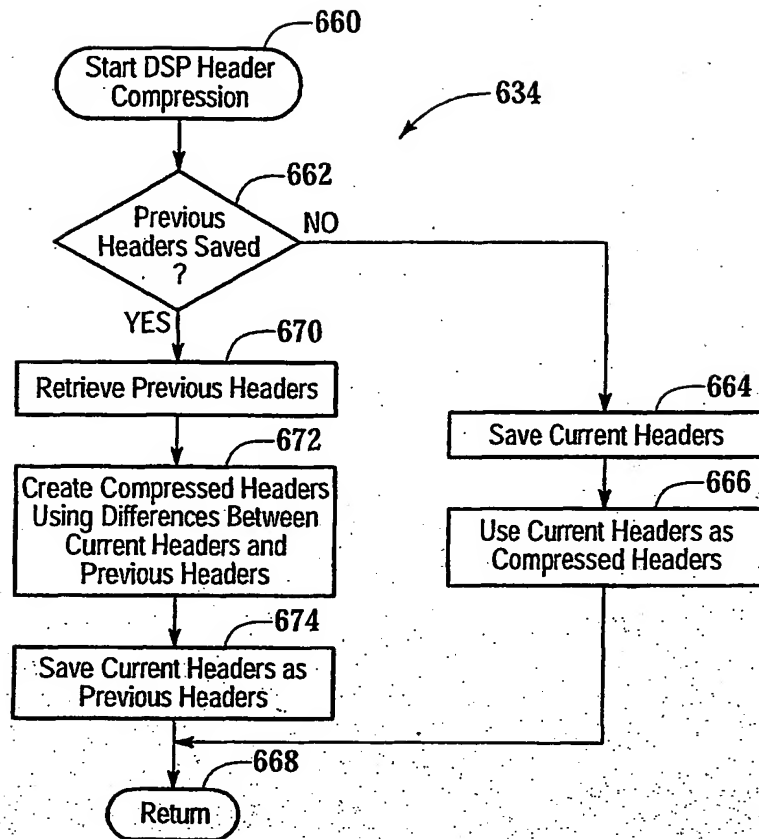 660
Start DSP Header
Compression
634
662
Previous
Headers Saved
?
NO
YES
670
Retrieve Previous Headers
664
Save Current Headers
672
Create Compressed Headers
Using Differences Between
Current Headers and
Previous Headers
666
Use Current Headers as
Compressed Headers
674
Save Current Headers as
Previous Headers
668
Return